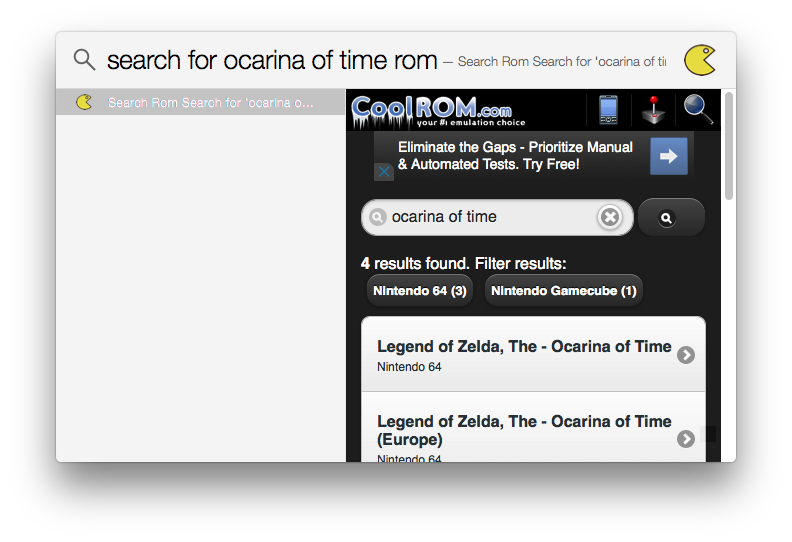 search for ocarina of time rom — Search Rom Search for 'ocarina of ti
Search Rom Search for 'ocarina o...
CoolROM.com
your #1 emulation choice
PSP
Eliminate the Gaps - Prioritize Manual
& Automated Tests. Try Free!
ocarina of time
4 results found. Filter results:
Nintendo 64 (3) Nintendo Gamecube (1)
Legend of Zelda, The - Ocarina of Time
Nintendo 64
Legend of Zelda, The - Ocarina of Time
(Europe)
Nintendo 64